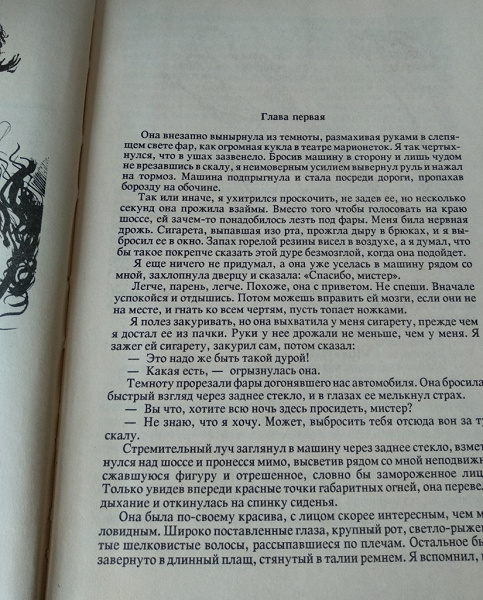 Глава первая
Она внезапно вынырнула из темноты, размахивая руками в слепя-
щем свете фар, как огромная кукла в театре марионеток. Я так чертых-
нулся, что в ушах зазвенело. Бросив машину в сторону и лишь чудом
не врезавшись в скалу, я неимоверным усилием вывернул руль и нажал
на тормоз. Машина подпрыгнула и стала посреди дороги, пропахав
борозду на обочине.
Так или иначе, я ухитрился проскочить, не задев ее, но несколько
секунд она прожила взаймы. Вместо того чтобы голосовать на краю
шоссе, ей зачем-то понадобилось лезть под фары. Меня била нервная
дрожь. Сигарета, выпавшая изо рта, прожгла дыру в брюках, и я вы-
бросил ее в окно. Запах горелой резины висел в воздухе, а я думал, что
бы такое покрепче сказать этой дуре безмозглой, когда она подойдет.
Я еще ничего не придумал, а она уже уселась в машину рядом со
мной, захлопнула дверцу и сказала: «Спасибо, мистер».
Легче, парень, легче. Похоже, она с приветом. Не спеши. Вначале
успокойся и отдышись. Потом можешь вправить ей мозги, если они не
на месте, и гнать ко всем чертям, пусть топает ножками.
Я полез закуривать, но она выхватила у меня сигарету, прежде чем
я достал ее из пачки. Руки у нее дрожали не меньше, чем у меня. Я
зажег ей сигарету, закурил сам, потом сказал:
— Это надо же быть такой дурой!
— Какая есть, — огрызнулась она.
Темноту прорезали фары догонявшего нас автомобиля. Она бросила
быстрый взгляд через заднее стекло, и в глазах ее мелькнул страх.
— Вы что, хотите всю ночь здесь просидеть, мистер?
— Не знаю, что я хочу. Может, выбросить тебя отсюда вон за ту
скалу.
Стремительный луч заглянул в машину через заднее стекло, взмет-
нулся над шоссе и пронесся мимо, высветив рядом со мной неподвижно
сжавшуюся фигуру и отрешенное, словно бы замороженное лицо.
Только увидев впереди красные точки габаритных огней, она переве
дыхание и откинулась на спинку сиденья.
Она была по-своему красива, с лицом скорее интересным, чем м
ловидным. Широко поставленные глаза, крупный рот, светло-рыже
тые шелковистые волосы, рассыпавшиеся по плечам. Остальное бы
завернуто в длинный плащ, стянутый в талии ремнем. Я вспомнил,